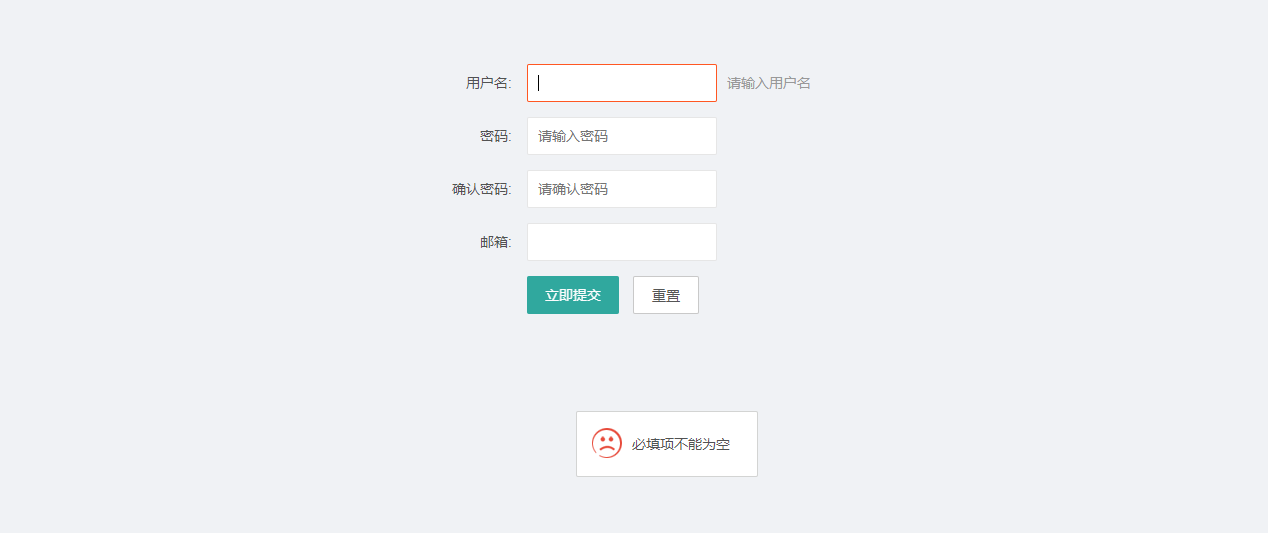 用户名: 请输入用户名
密码: 请输入密码
确认密码: 请确认密码
邮箱:
立即提交 重置
必填项不能为空